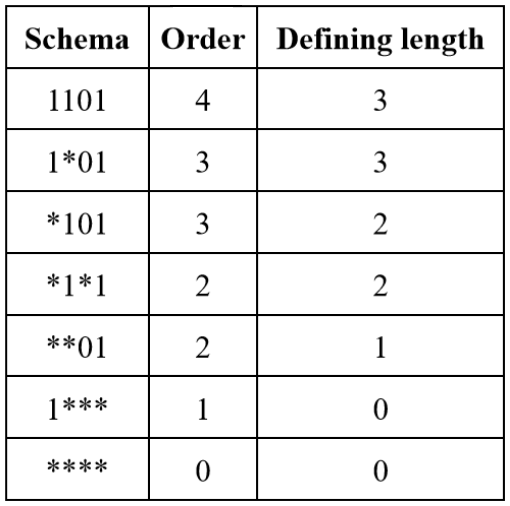 Schema Order Defining length
1101 4 3
1*01 3 3
*101 3 2
*1*1 2 2
**01 2 1
1*** 1 0
**** 0 0